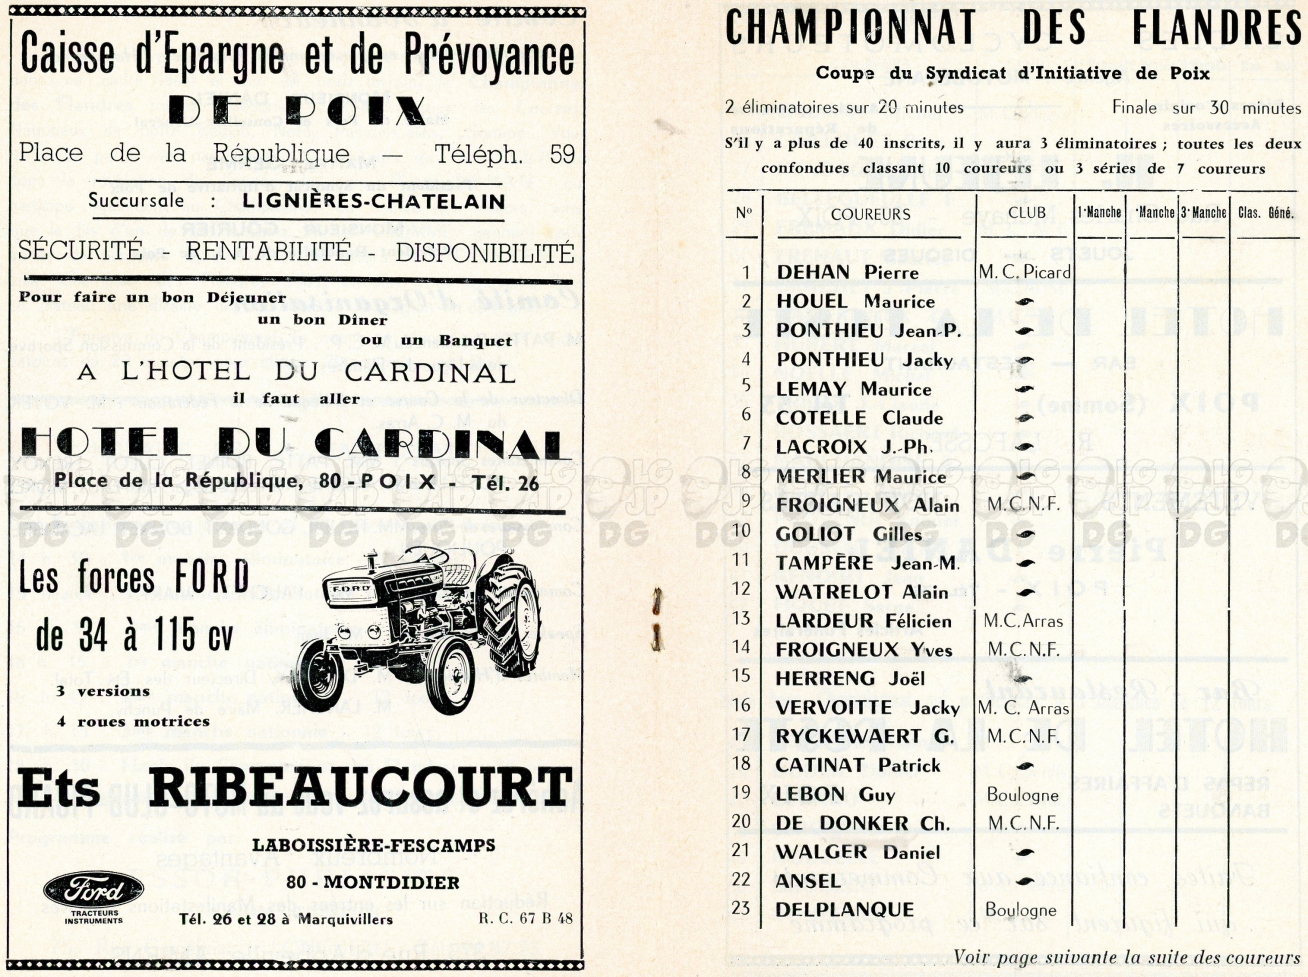 Caisse d'Epargne et de Prévoyance
DE POIX
Place de la République — Téléph. 59
Succursale : LIGNIÈRES-CHATELAIN
SÉCURITÉ - RENTABILITÉ - DISPONIBILITÉ
Pour faire un bon Déjeuner
un bon Diner
ou un Banquet
A L'HOTEL DU CARDINAL
il faut aller
HOTEL DU CARDINAL
Place de la République, 80 - POIX - Tél. 26
Les forces FORD
de 34 à 115 cv
3 versions
4 roues motrices
Ets RIBEAUCOURT
LABOISSIÈRE-FESCAMPS
80 - MONTDIDIER
Ford
TRACTEURS
INSTRUMENTS
Tél. 26 et 28 à Marquivillers R. C. 67 B 48
CHAMPIONNAT DES FLANDRES
Coupe du Syndicat d'Initiative de Poix
2 éliminatoires sur 20 minutes Finale sur 30 minutes
S'il y a plus de 40 inscrits, il y aura 3 éliminatoires ; toutes les deux
confondues classant 10 coureurs ou 3 séries de 7 coureurs
No COUREURS CLUB 1re Manche Manche 3e Manche Clas. Géné.
1 DEHAN Pierre M. C. Picard
2 HOUEL Maurice
3 PONTHIEU Jean-P.
4 PONTHIEU Jacky
5 LEMAY Maurice
6 COTELLE Claude
7 LACROIX J.-Ph.
8 MERLIER Maurice
9 FROIGNEUX Alain M.C.N.F.
10 GOLIOT Gilles
11 TAMPÈRE Jean-M.
12 WATRELOT Alain
13 LARDEUR Félicien M.C.Arras
14 FROIGNEUX Yves M.C.N.F.
15 HERRENG Joël
16 VERVOITTE Jacky M. C. Arras
17 RYCKEWAERT G. M.C.N.F.
18 CATINAT Patrick
19 LEBON Guy Boulogne
20 DE DONKER Ch. M.C.N.F.
21 WALGER Daniel
22 ANSEL
23 DELPLANQUE Boulogne
Voir page suivante la suite des coureurs